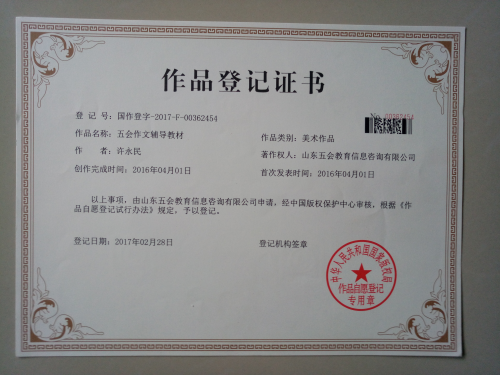 作品登记证书
登 记 号：国作登字-2017-F-00362454
No. 00362454
作品名称：五会作文辅导教材
作品类别：美术作品
作 者：许永民
著作权人：山东五会教育信息咨询有限公司
创作完成时间：2016年04月01日
首次发表时间：2016年04月01日
以上事项，由山东五会教育信息咨询有限公司申请，经中国版权保护中心审核，根据《作
品自愿登记试行办法》规定，予以登记。
登记日期：2017年02月28日
登记机构签章
中华人民共和国国家版权局
作品自愿登记
专用章